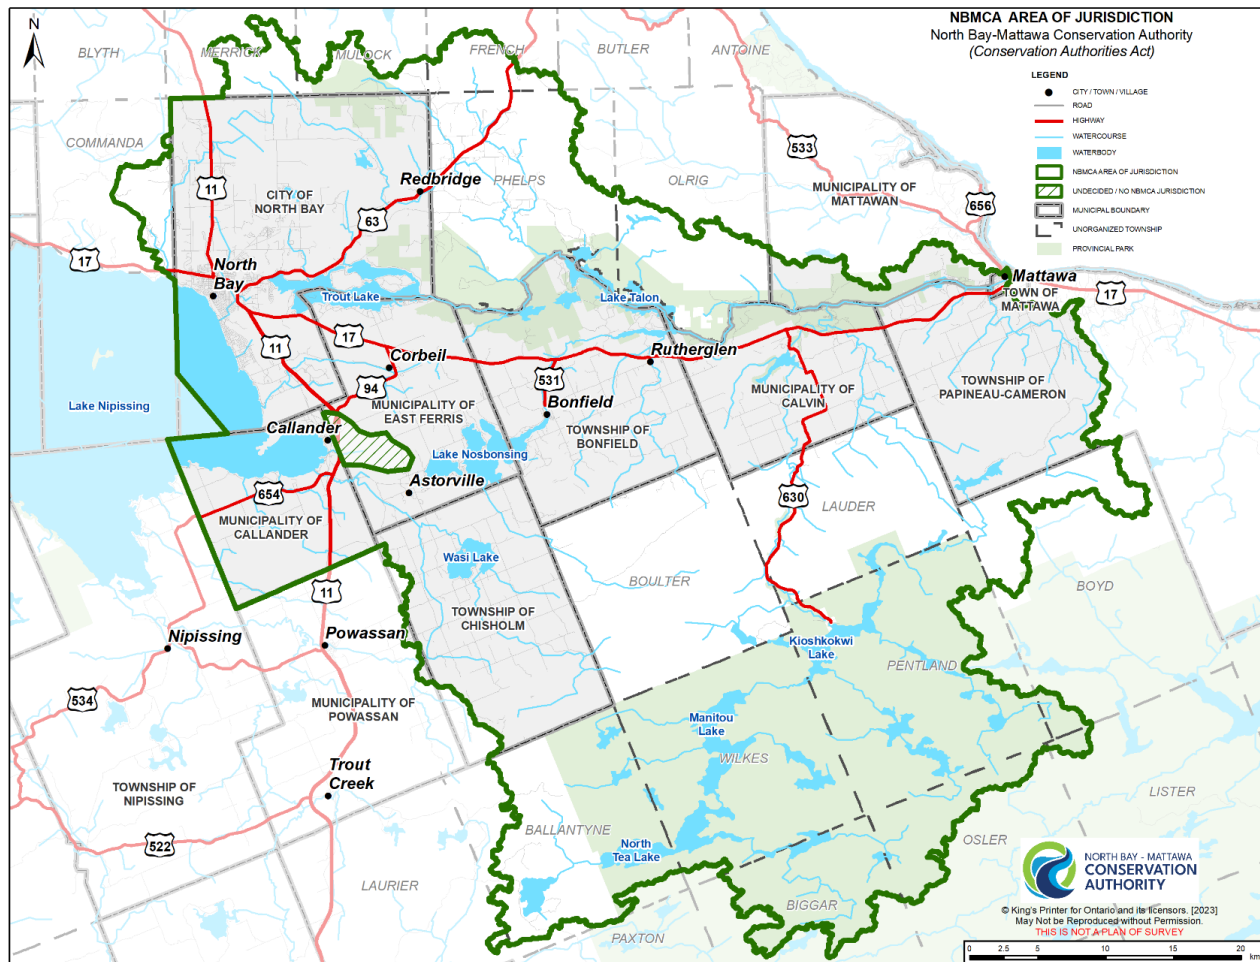 NBMCA AREA OF JURISDICTION
North Bay-Mattawa Conservation Authority
(Conservation Authorities Act)
LEGEND
CITY / TOWN / VILLAGE
ROAD
HIGHWAY
WATERCOURSE
WATERBODY
NBMCA AREA OF JURISDICTION
UNDECIDED / NO NBMCA JURISDICTION
MUNICIPAL BOUNDARY
UNORGANIZED TOWNSHIP
PROVINCIAL PARK
N
BLYTH
MERRICK
MULOCK
FRENCH
BUTLER
ANTOINE
COMMANDA
533
11
Redbridge
PHELPS
OLRIG
MUNICIPALITY OF
MATTAWAN
CITY OF
NORTH BAY
656
63
17
North
Bay
Trout Lake
Lake Talon
Mattawa
TOWN OF
MATTAWA
17
11
17
Corbeil
Rutherglen
94
531
Lake Nipissing
MUNICIPALITY OF
EAST FERRIS
Bonfield
MUNICIPALITY OF
CALVIN
TOWNSHIP OF
PAPINEAU-CAMERON
Callander
TOWNSHIP OF
BONFIELD
Lake Nosbonsing
Astorville
654
630
LAUDER
MUNICIPALITY OF
CALLANDER
Wasi Lake
BOULTER
BOYD
11
TOWNSHIP OF
CHISHOLM
Nipissing
Powassan
Kioshkokwi
Lake
PENTLAND
534
MUNICIPALITY OF
POWASSAN
Manitou
Lake
WILKES
Trout
Creek
TOWNSHIP OF
NIPISSING
LISTER
522
BALLANTYNE
North
Tea Lake
OSLER
LAURIER
BIGGAR
PAXTON
NORTH BAY - MATTAWA
CONSERVATION
AUTHORITY
© King's Printer for Ontario and its licensors. [2023]
May Not be Reproduced without Permission.
THIS IS NOT A PLAN OF SURVEY
0 2.5 5 10 15 20
km